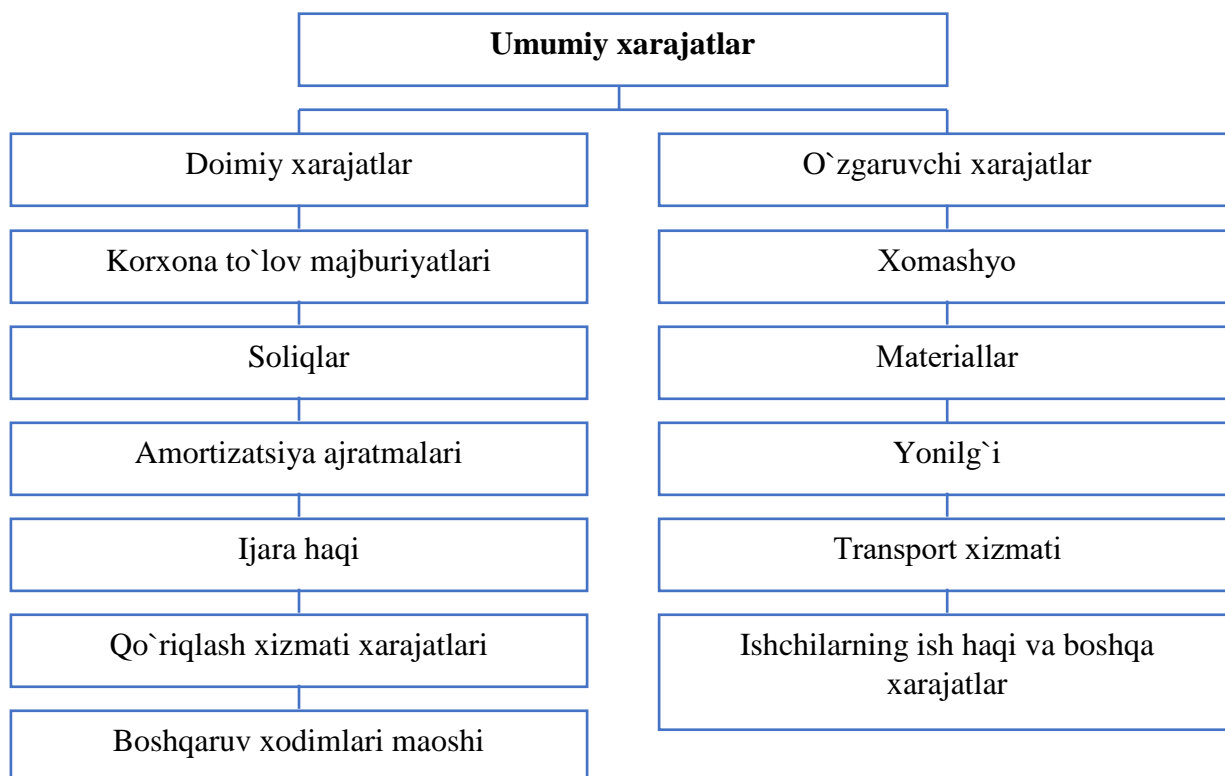 Umumiy xarajatlar
Doimiy xarajatlar
Korxona to`lov majburiyatlari
Soliqlar
Amortizatsiya ajratmalari
Ijara haqi
Qo`riqlash xizmati xarajatlari
Boshqaruv xodimlari maoshi
O`zgaruvchi xarajatlar
Xomashyo
Materiallar
Yonilg`i
Transport xizmati
Ishchilarning ish haqi va boshqa
xarajatlar